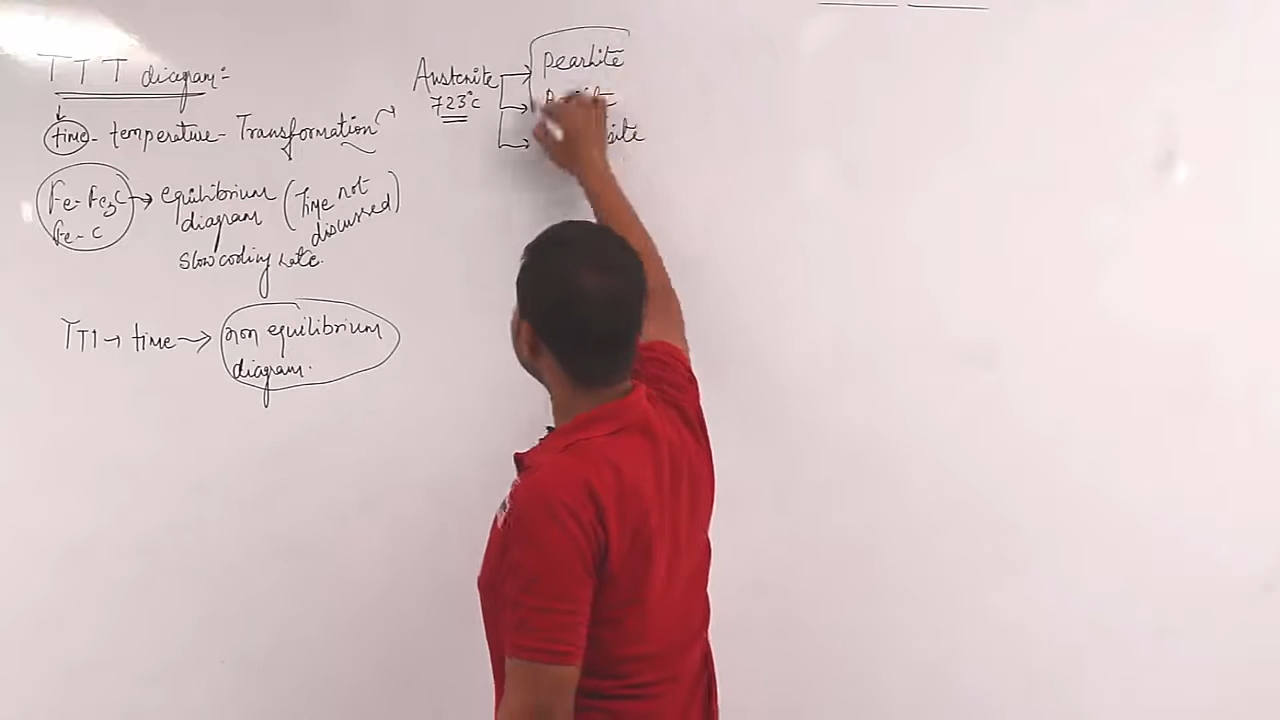 TTT diagram:-
time - temperature - Transformation
Fe-Fe3C → equilibrium diagram (Time not discussed)
Fe-C
Slow cooling rate.
TTT → time → non equilibrium
diagram.
Austenite
723°C
pearlite